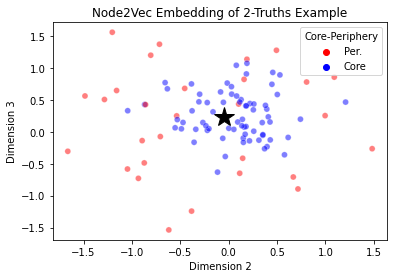 Node2Vec Embedding of 2-Truths Example
Core-Periphery
Per.
Core
Dimension 3
1.5
1.0
0.5
0.0
−0.5
−1.0
−1.5
−1.5 −1.0 −0.5 0.0 0.5 1.0 1.5
Dimension 2